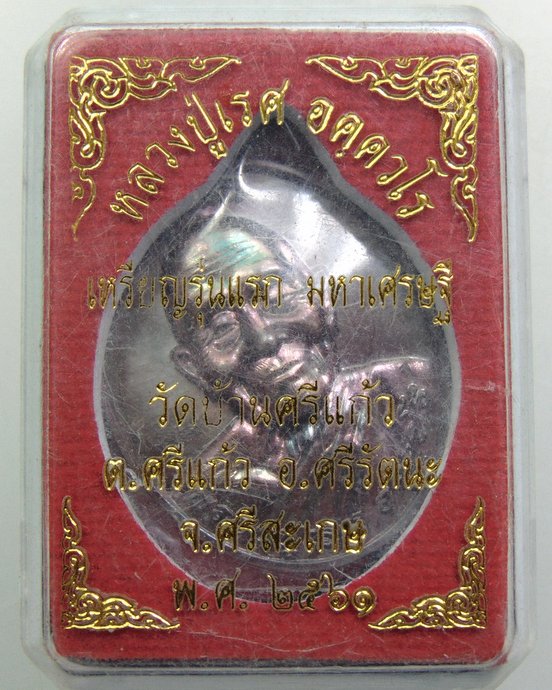 หลวงปู่เรศ อคฺควโร
เหรียญรุ่นแรก มหาเศรษฐี
วัดบ้านศรีแก้ว
ต.ศรีแก้ว อ.ศรีรัตนะ
จ.ศรีสะเกษ
พ.ศ. ๒๕๖๑